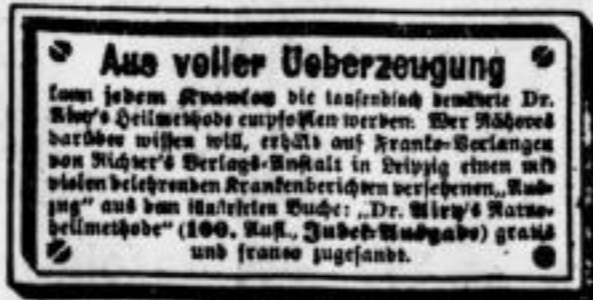 Aus voller Ueberzeugung
kann jedem Kranken die tausendfach bewährte Dr.
Airy's Heilmethode empfohlen werden. Wer Näheres
darüber wissen will, erhält auf Franko-Verlangen
von Richter's Verlags-Anstalt in Leipzig einen mit
vielen belehrenden Krankenberichten versehenen „Aus-
zug“ aus dem illustrirten Buche: „Dr. Airy's Natur-
heilmethode“ (100. Aufl., Jubel-Ausgabe) gratis
und franco zugesandt.